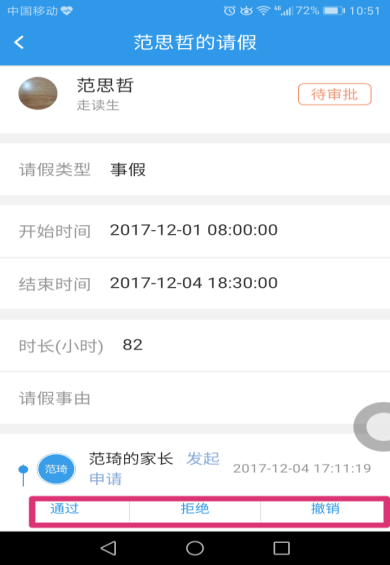 中国移动 72% 10:51
范思哲的请假
范思哲
走读生
待审批
请假类型 事假
开始时间 2017-12-01 08:00:00
结束时间 2017-12-04 18:30:00
时长(小时) 82
请假事由
范琦
范琦的家长 发起
申请
2017-12-04 17:11:19
通过 拒绝 撤销